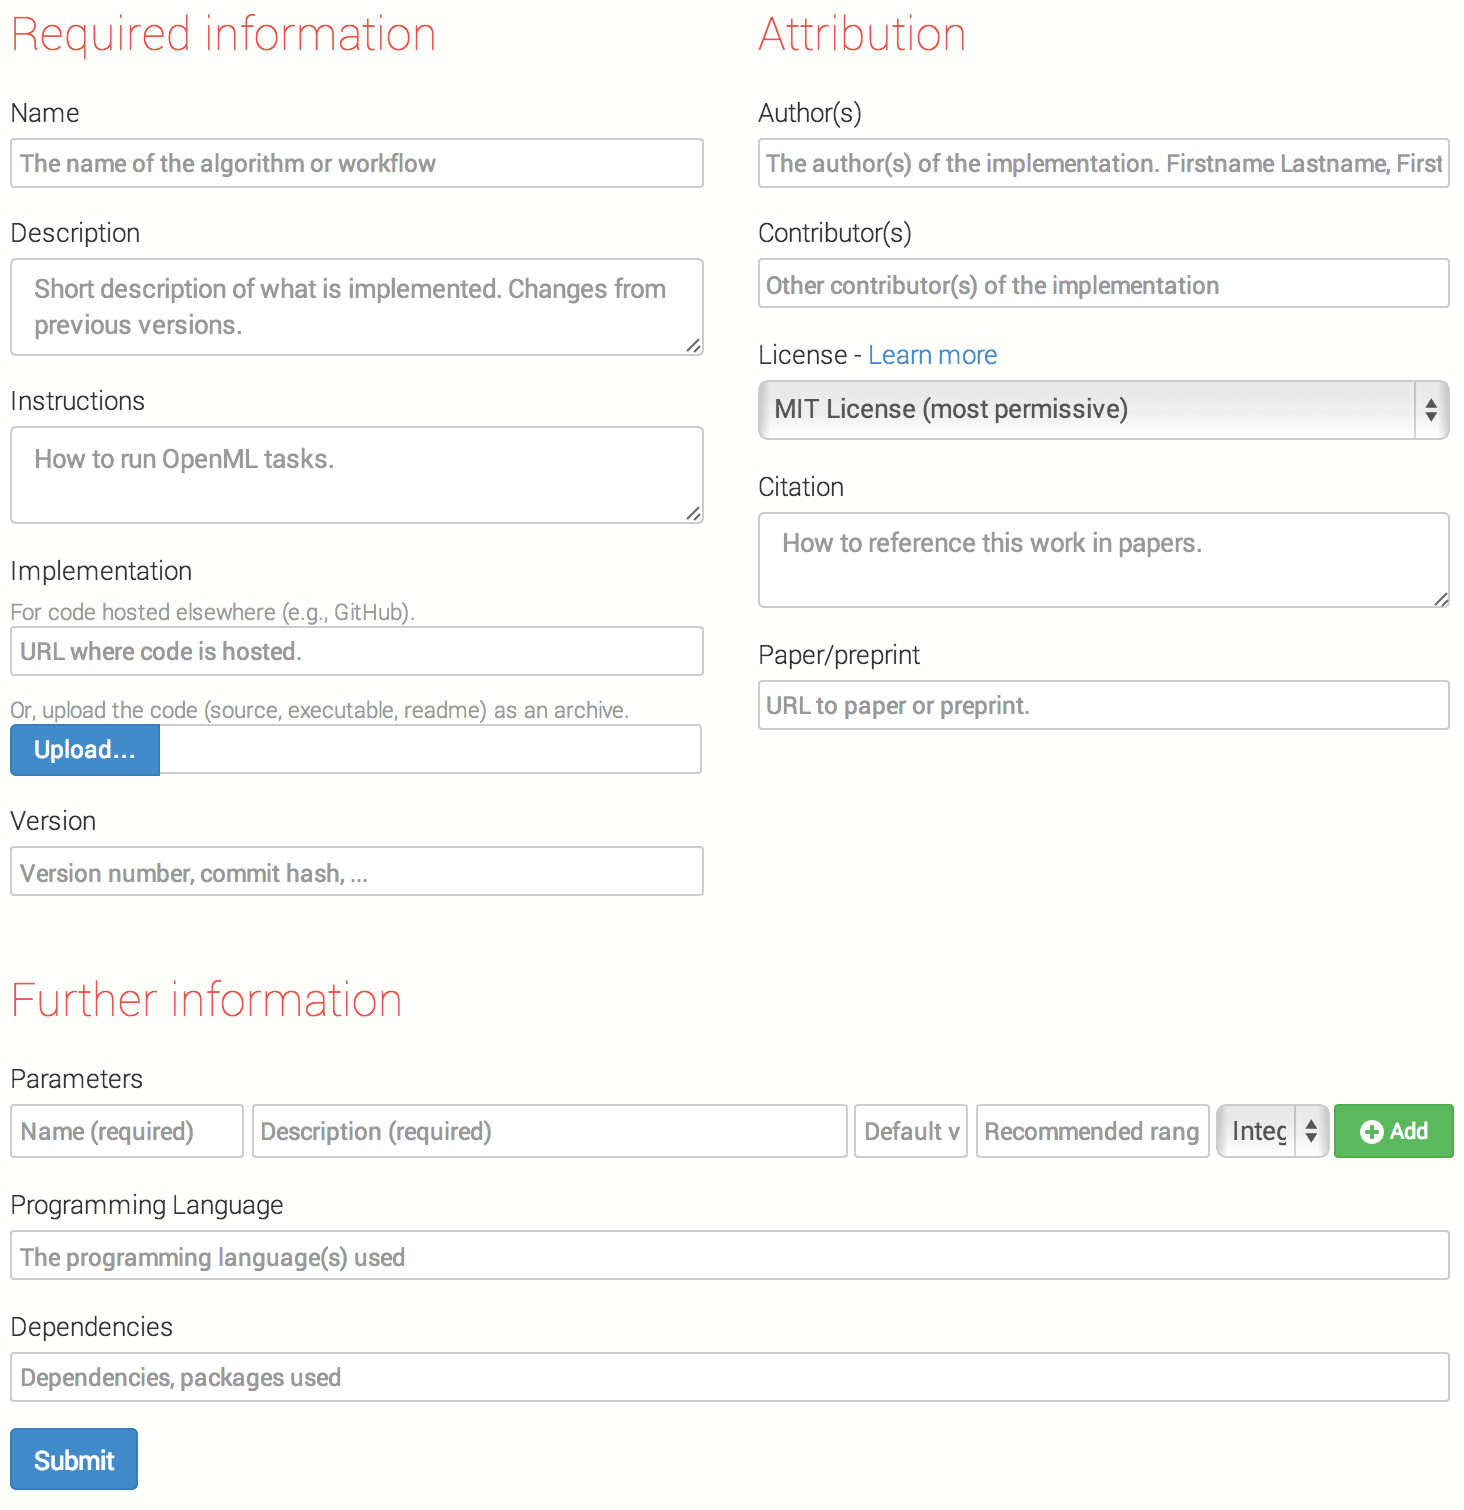 Required information
Name
The name of the algorithm or workflow
Description
Short description of what is implemented. Changes from
previous versions.
Instructions
How to run OpenML tasks.
Implementation
For code hosted elsewhere (e.g., GitHub).
URL where code is hosted.
Or, upload the code (source, executable, readme) as an archive.
Upload...
Version
Version number, commit hash, ...
Attribution
Author(s)
The author(s) of the implementation. Firstname Lastname, First
Contributor(s)
Other contributor(s) of the implementation
License - Learn more
MIT License (most permissive)
Citation
How to reference this work in papers.
Paper/preprint
URL to paper or preprint.
Further information
Parameters
Name (required) Description (required) Default v Recommended rang Integ Add
Programming Language
The programming language(s) used
Dependencies
Dependencies, packages used
Submit